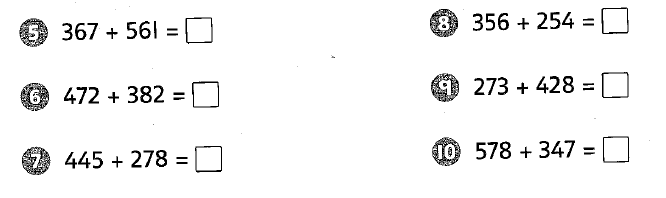 5 367 + 561 = □
6 472 + 382 = □
7 445 + 278 = □
8 356 + 254 = □
9 273 + 428 = □
10 578 + 347 = □